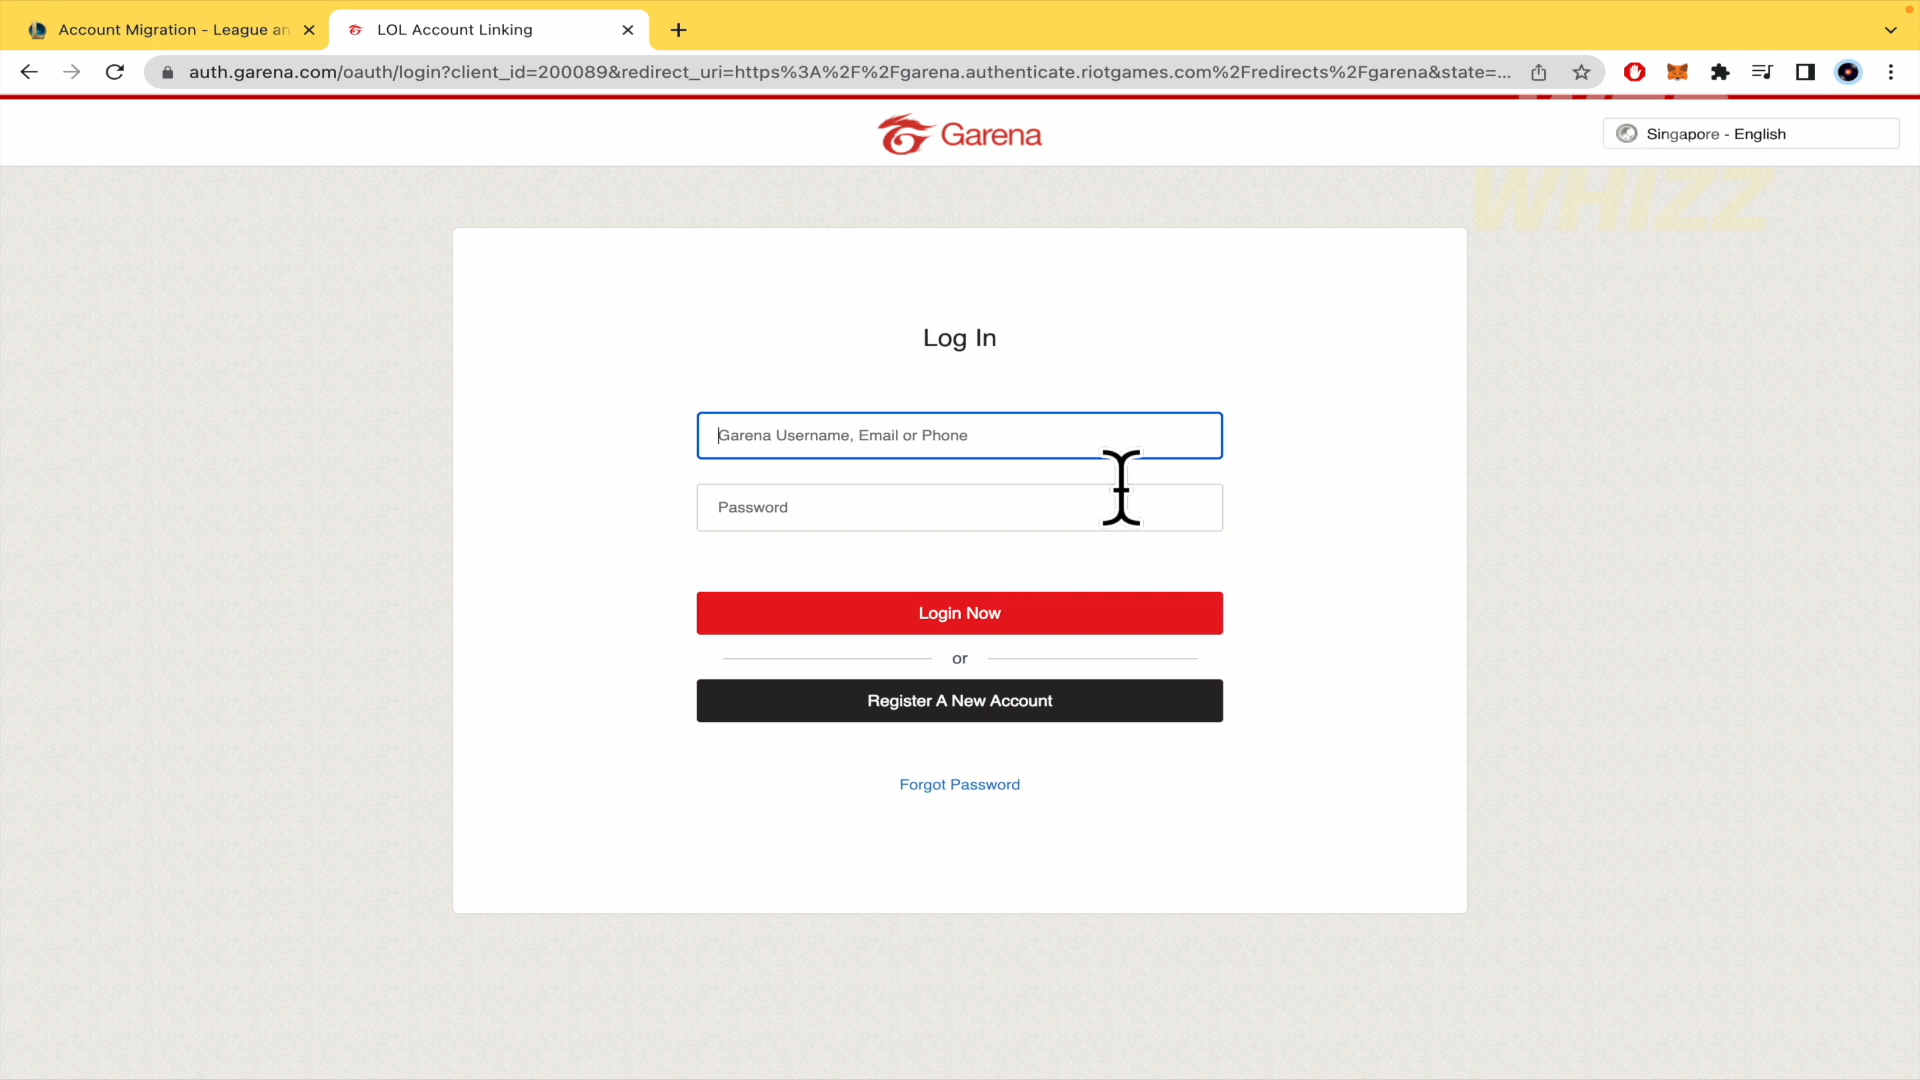 Account Migration - League an
LOL Account Linking
auth.garena.com/oauth/login?client_id=200089&redirect_uri=https%3A%2F%2Fgarena.authenticate.riotgames.com%2Fredirects%2Fgarena&state=...
Garena
Singapore - English
WHIZZ
Log In
Garena Username, Email or Phone
Password
Login Now
or
Register A New Account
Forgot Password